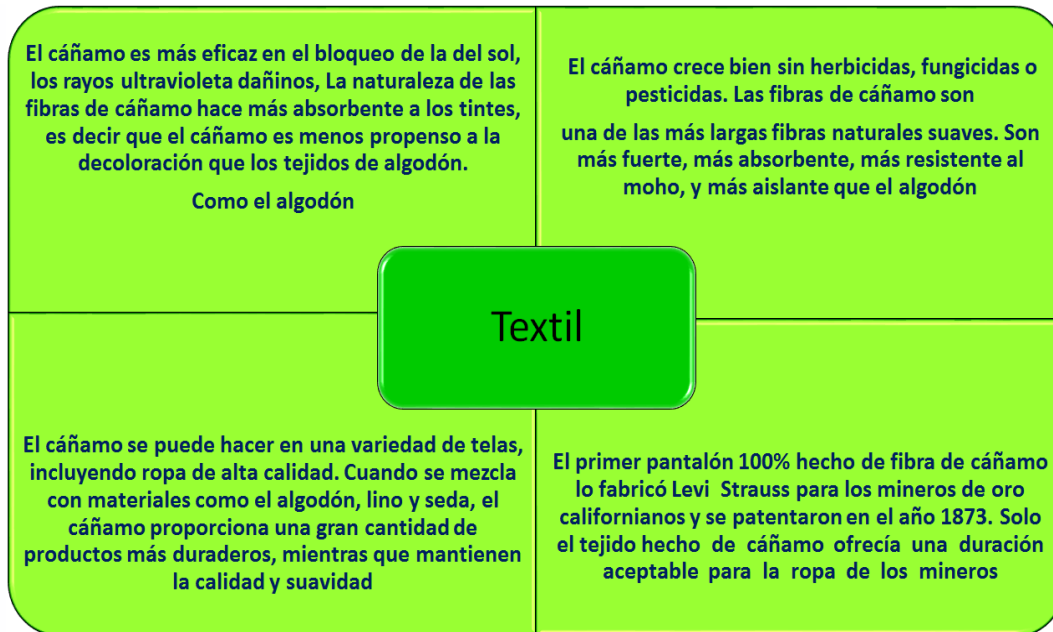 El cáñamo es más eficaz en el bloqueo de la del sol,
los rayos ultravioleta dañinos, La naturaleza de las
fibras de cáñamo hace más absorbente a los tintes,
es decir que el cáñamo es menos propenso a la
decoloración que los tejidos de algodón.
Como el algodón
El cáñamo crece bien sin herbicidas, fungicidas o
pesticidas. Las fibras de cáñamo son
una de las más largas fibras naturales suaves. Son
más fuerte, más absorbente, más resistente al
moho, y más aislante que el algodón
Textil
El cáñamo se puede hacer en una variedad de telas,
incluyendo ropa de alta calidad. Cuando se mezcla
con materiales como el algodón, lino y seda, el
cáñamo proporciona una gran cantidad de
productos más duraderos, mientras que mantienen
la calidad y suavidad
El primer pantalón 100% hecho de fibra de cáñamo
lo fabricó Levi Strauss para los mineros de oro
californianos y se patentaron en el año 1873. Solo
el tejido hecho de cáñamo ofrecía una duración
aceptable para la ropa de los mineros